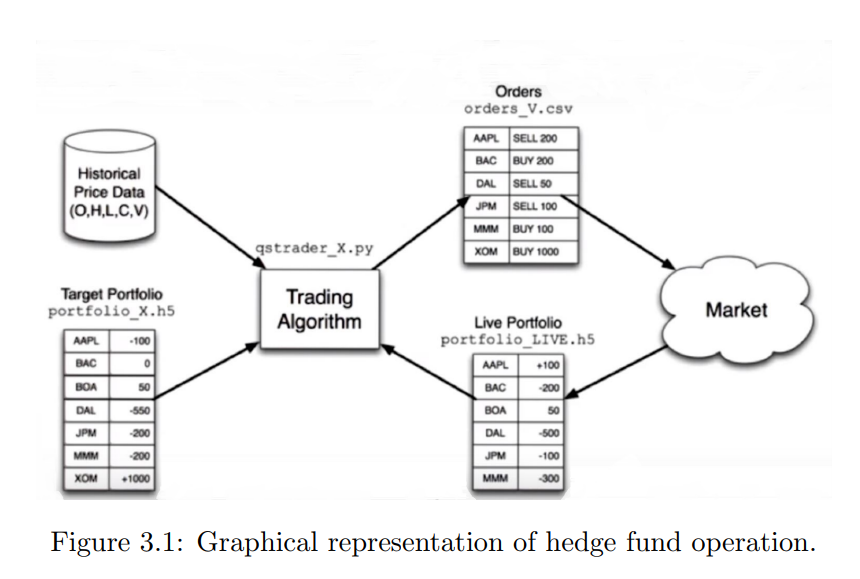 Orders
orders_V.csv
AAPL SELL 200
BAC BUY 200
DAL SELL 50
JPM SELL 100
MMM BUY 100
XOM BUY 1000
Historical
Price Data
(O,H,L,C,V)
qstrader_X.py
Trading
Algorithm
Target Portfolio
portfolio_X.h5
AAPL -100
BAC 0
BOA 50
DAL -550
JPM -200
MMM -200
XOM +1000
Market
Live Portfolio
portfolio_LIVE.h5
AAPL +100
BAC -200
BOA 50
DAL -500
JPM -100
MMM -300
Figure 3.1: Graphical representation of hedge fund operation.